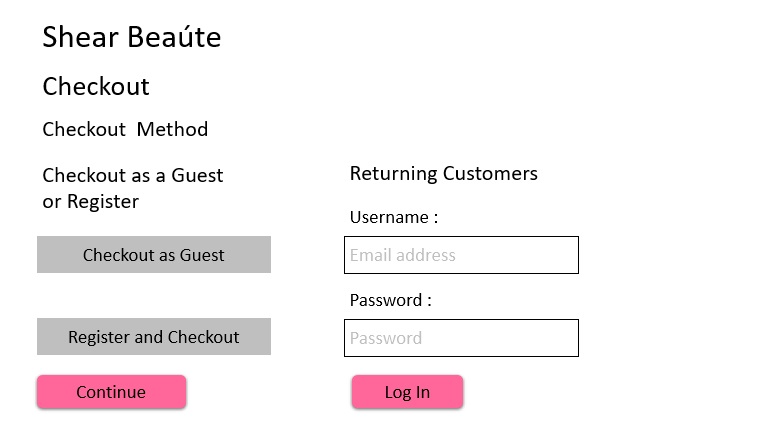 Shear Beaúte
Checkout
Checkout Method
Checkout as a Guest
or Register
Checkout as Guest
Register and Checkout
Continue
Returning Customers
Username :
Email address
Password :
Password
Log In